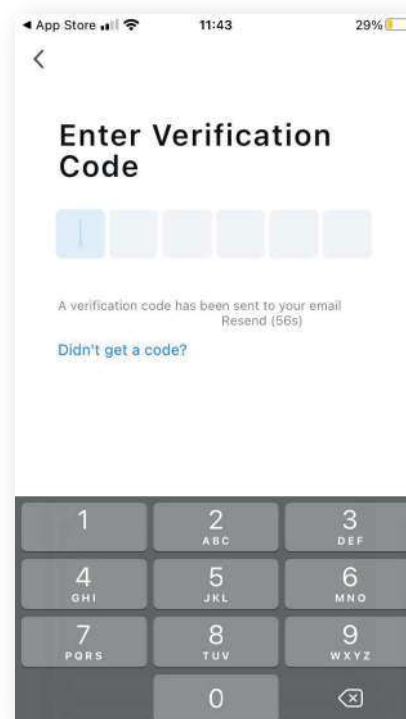 App Store 11:43 29%
Enter Verification
Code
A verification code has been sent to your email
Resend (56s)
Didn't get a code?
1 2 3
ABC DEF
4 5 6
GHI JKL MNO
7 8 9
PQRS TUV WXYZ
0